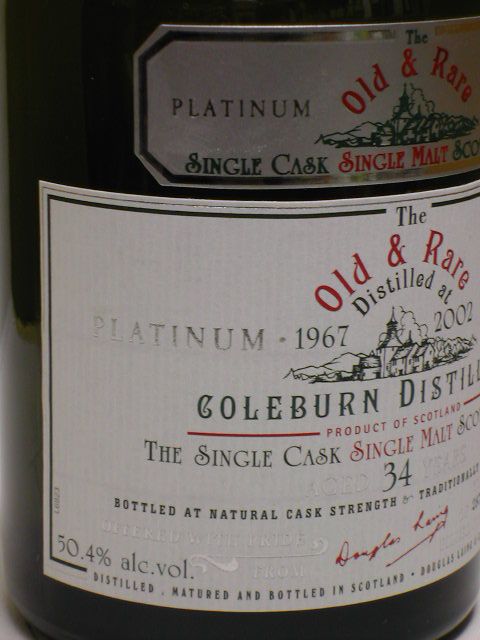 The
Old & Rare
PLATINUM
SINGLE CASK SINGLE MALT SCO
The
Old & Rare
Distilled at
PLATINUM · 1967 2002
COLEBURN DISTILL
PRODUCT OF SCOTLAND
THE SINGLE CASK SINGLE MALT SCO
AGED 34 YEARS
BOTTLED AT NATURAL CASK STRENGTH & TRADITIONALLY
OFFERED WITH PRIDE
FROM
Douglas Laing
50.4% alc.vol.
DISTILLED, MATURED AND BOTTLED IN SCOTLAND · DOUGLAS LAING &